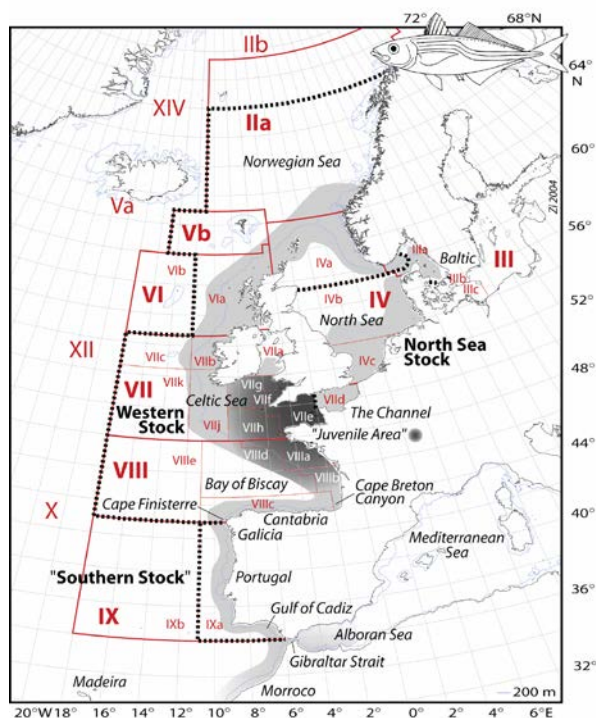 72°
68°N
IIb
64°
N
XIV
IIa
60°
Norwegian Sea
Zi 2004
Va
56°
Vb
IIIa
Baltic
III
VIb
IVa
IIIb
IIIc
52°
VI
VIa
IVb
IV
North Sea
XII
VIIc
VIIb
VIIa
IVc
North Sea
Stock
48°
VIIk
VIIg
VII
Celtic Sea
VIIf
VIId
Western
Stock
VIIj
VIIh
VIIe
The Channel
"Juvenile Area"
44°
VIIId
VIIIa
VIII
VIIIe
VIIIb
Bay of Biscay
Cape Breton
Canyon
X
Cape Finisterre
VIIIc
Cantabria
40°
Galicia
Mediterranean
Sea
"Southern Stock"
Portugal
36°
IX
Gulf of Cadiz
IXb
IXa
Alboran Sea
Gibraltar Strait
32°
Madeira
Morroco
200 m
20°W 18° 16° 14° 12° 10° 8° 6° 4° 2° 0° 2° 4° 6°E